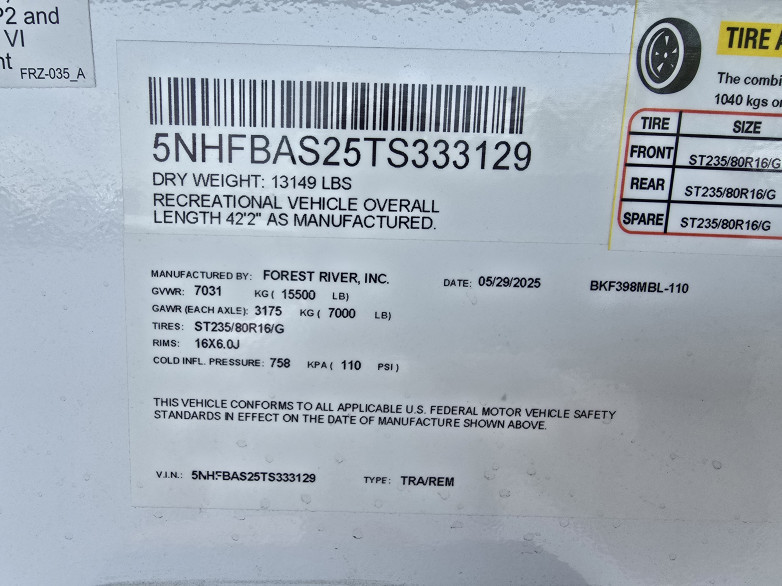 P2 and
VI
FRZ-035_A
5NHFBAS25TS333129
DRY WEIGHT: 13149 LBS
RECREATIONAL VEHICLE OVERALL
LENGTH 42'2" AS MANUFACTURED.
MANUFACTURED BY: FOREST RIVER, INC. DATE: 05/29/2025 BKF398MBL-110
GVWR: 7031 KG ( 15500 LB)
GAWR (EACH AXLE): 3175 KG ( 7000 LB)
TIRES: ST235/80R16/G
RIMS: 16X6.0J
COLD INFL. PRESSURE: 758 KPA ( 110 PSI )
THIS VEHICLE CONFORMS TO ALL APPLICABLE U.S. FEDERAL MOTOR VEHICLE SAFETY
STANDARDS IN EFFECT ON THE DATE OF MANUFACTURE SHOWN ABOVE.
V.I.N.: 5NHFBAS25TS333129 TYPE: TRA/REM
TIRE
The combi
1040 kgs
TIRE SIZE
FRONT ST235/80R16/G
REAR ST235/80R16/G
SPARE ST235/80R16/G